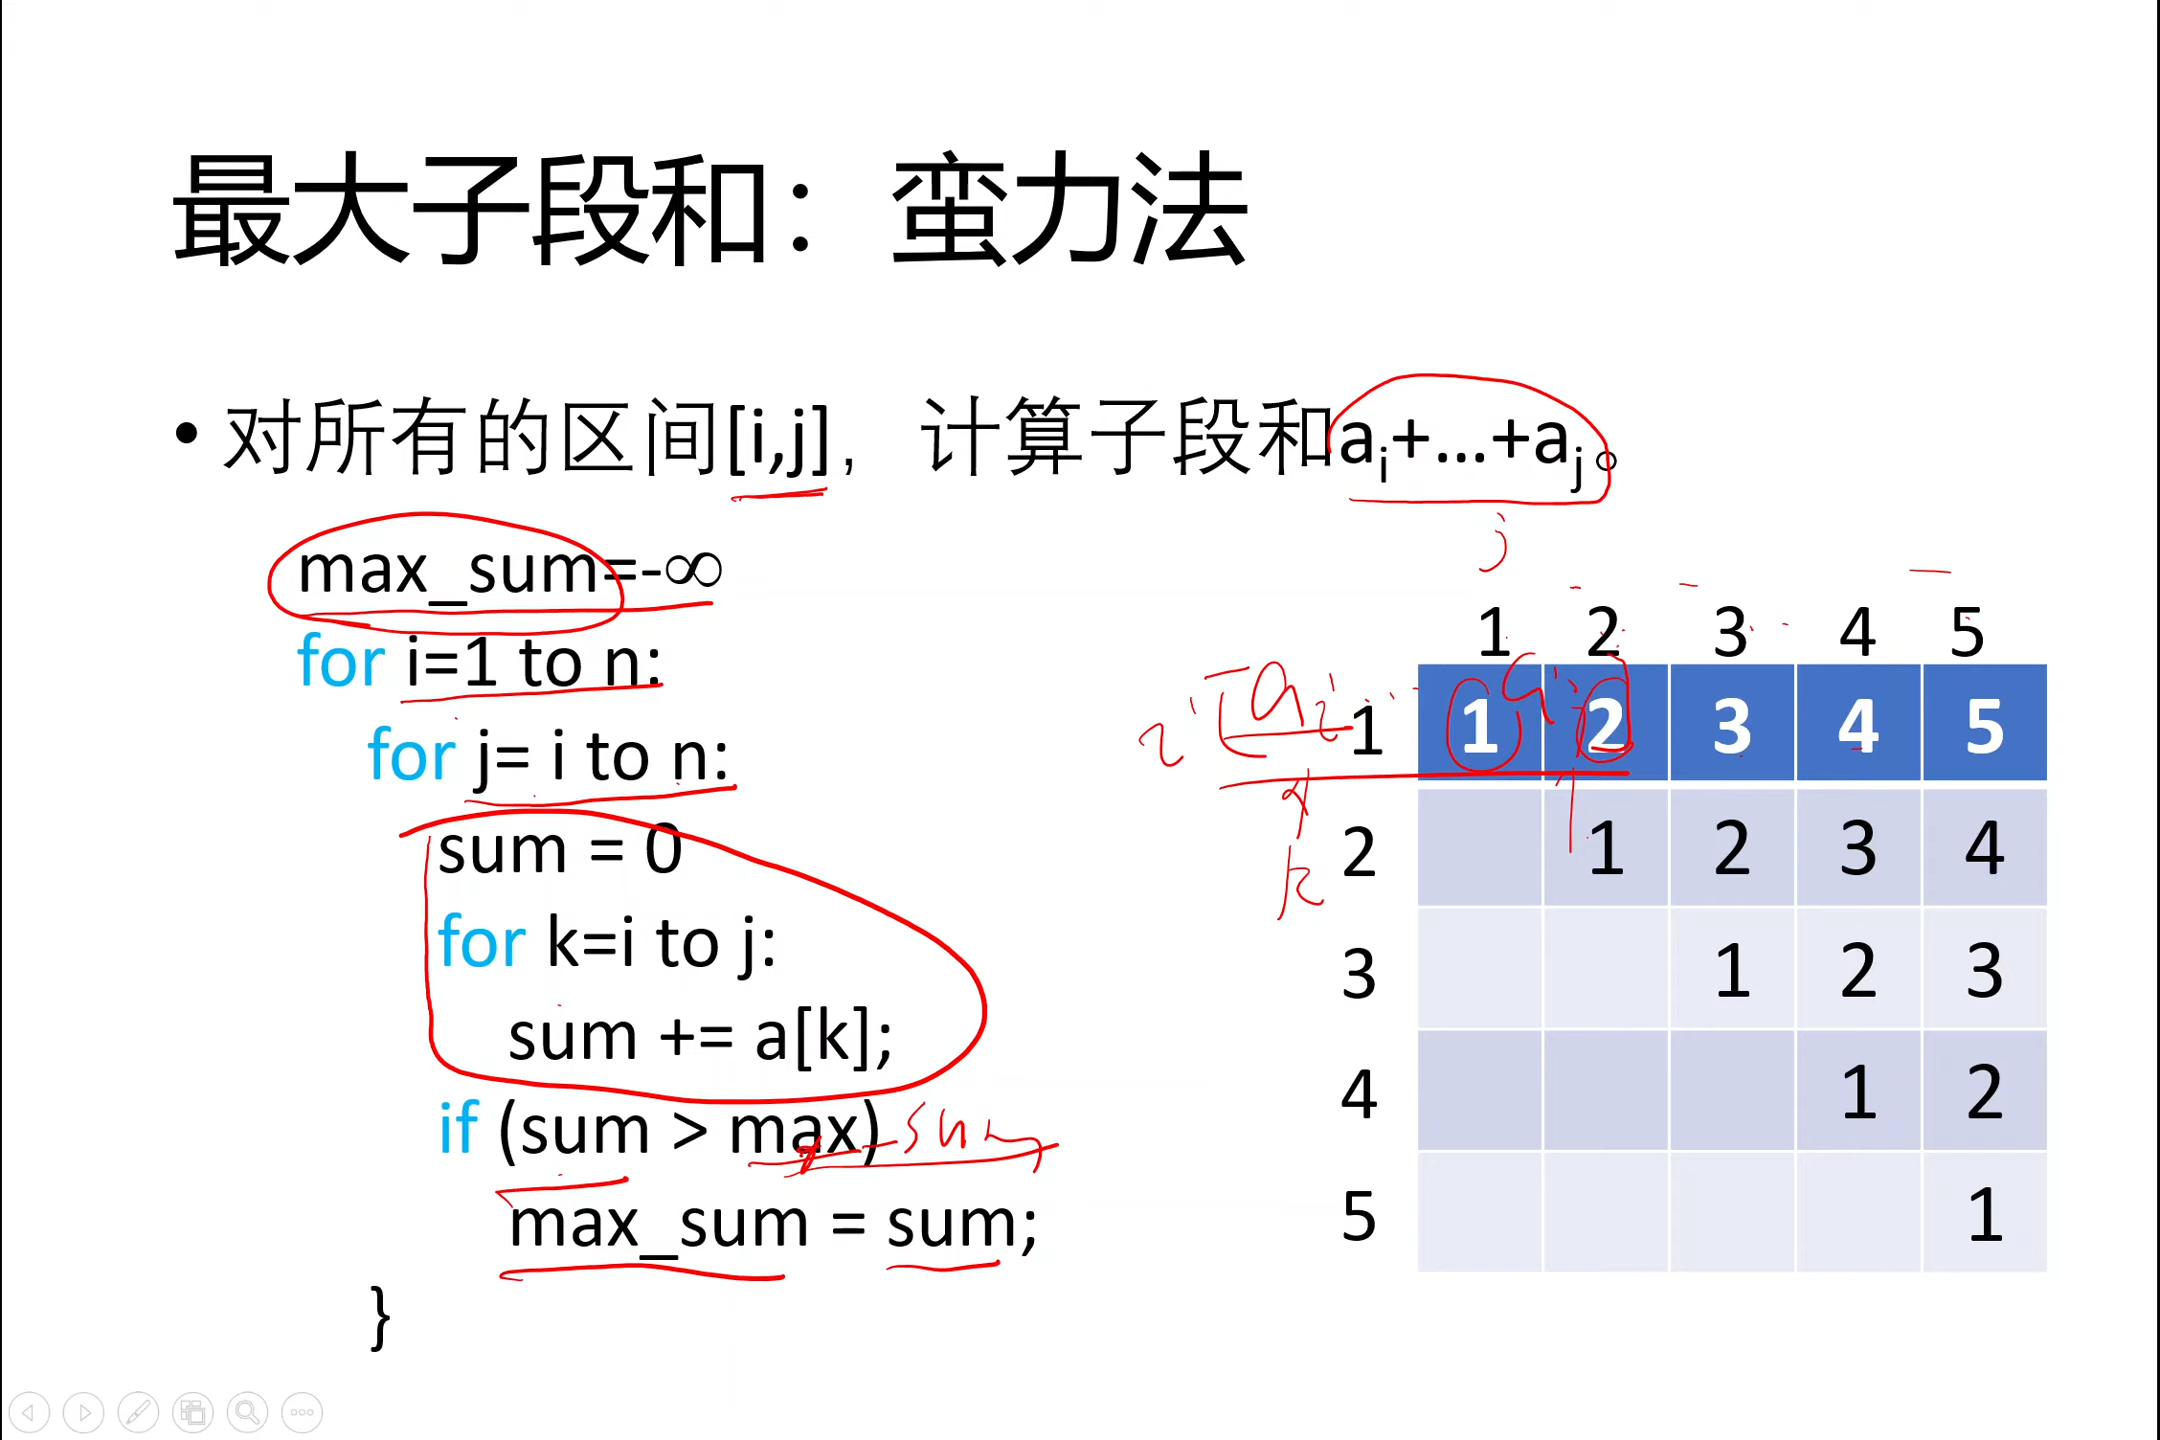 最大子段和：蛮力法
• 对所有的区间[i,j]， 计算子段和ai+...+aj。
max_sum=-∞
for i=1 to n:
for j= i to n:
sum = 0
for k=i to j:
sum += a[k];
if (sum > max) -sum
max_sum = sum;
}
j
1 2 3 4 5
i 1 1 2 3 4 5
2 1 2 3 4
k
3 1 2 3
4 1 2
5 1